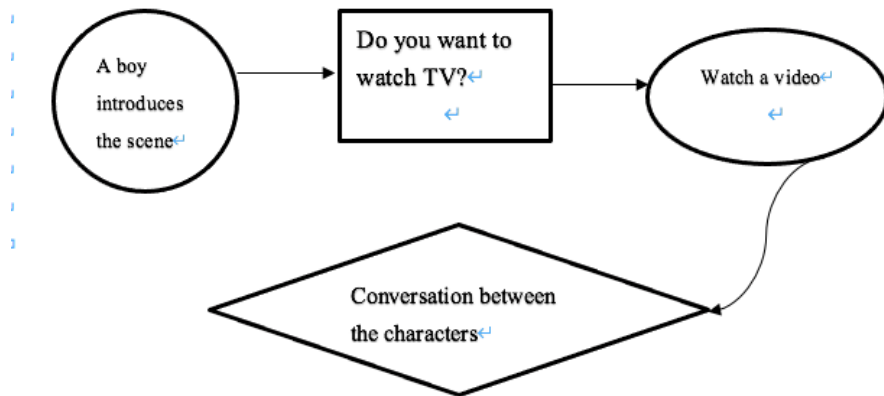 A boy
introduces
the scene
Do you want to
watch TV?
Watch a video
Conversation between
the characters